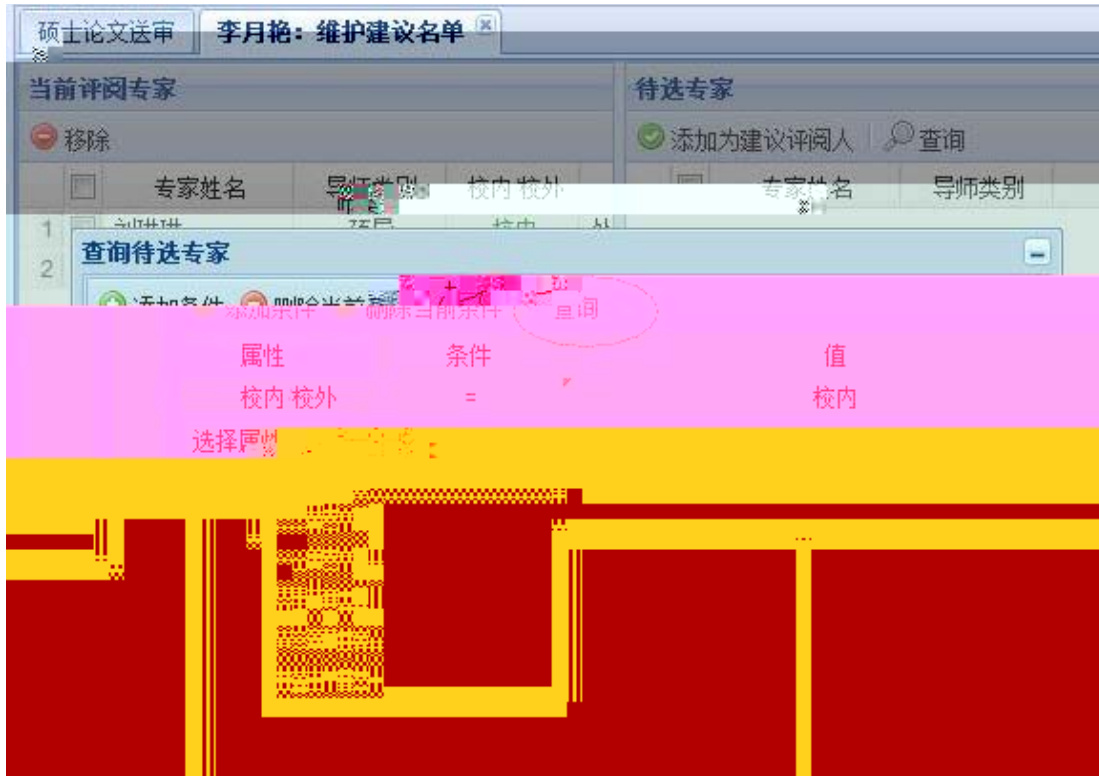 硕士论文送审 李月艳：维护建议名单
当前评阅专家 待选专家
移除 添加为建议评阅人 查询
专家姓名 导师类别 校内 校外 专家姓名 导师类别
1 校内
2 查询待选专家
添加条件 删除当前条件 查询
属性 条件 值
校内 校外 = 校内
选择属性